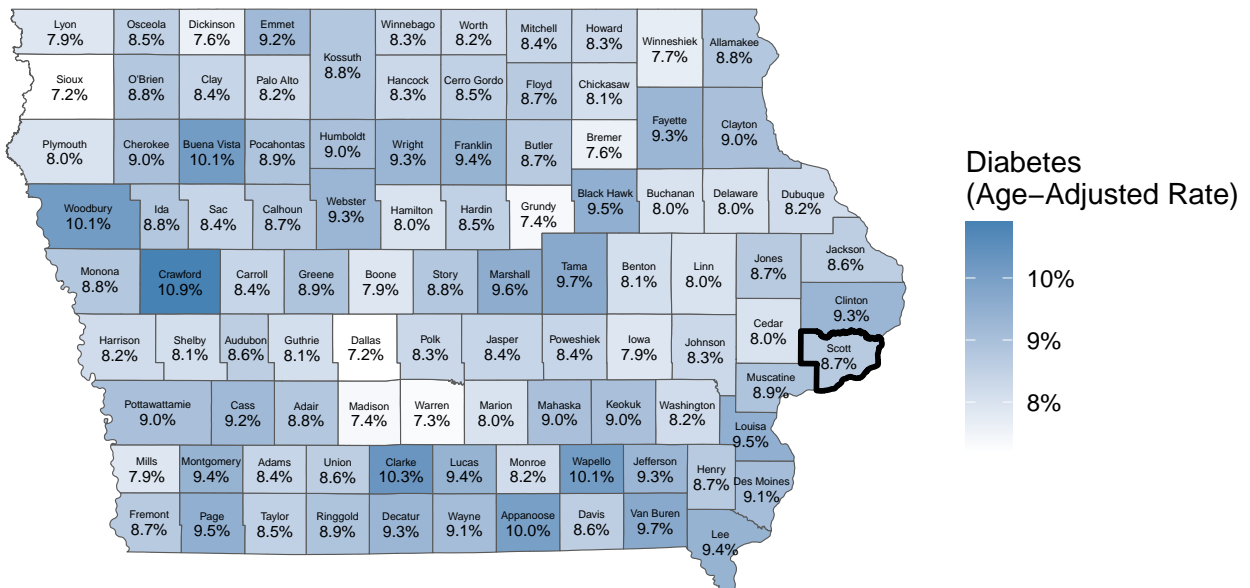 Lyon
7.9%
Osceola
8.5%
Dickinson
7.6%
Emmet
9.2%
Kossuth
8.8%
Winnebago
8.3%
Worth
8.2%
Mitchell
8.4%
Howard
8.3%
Winneshiek
7.7%
Allamakee
8.8%
Sioux
7.2%
O'Brien
8.8%
Clay
8.4%
Palo Alto
8.2%
Hancock
8.3%
Cerro Gordo
8.5%
Floyd
8.7%
Chickasaw
8.1%
Plymouth
8.0%
Cherokee
9.0%
Buena Vista
10.1%
Pocahontas
8.9%
Humboldt
9.0%
Wright
9.3%
Franklin
9.4%
Butler
8.7%
Bremer
7.6%
Fayette
9.3%
Clayton
9.0%
Woodbury
10.1%
Ida
8.8%
Sac
8.4%
Calhoun
8.7%
Webster
9.3%
Hamilton
8.0%
Hardin
8.5%
Grundy
7.4%
Black Hawk
9.5%
Buchanan
8.0%
Delaware
8.0%
Dubuque
8.2%
Monona
8.8%
Crawford
10.9%
Carroll
8.4%
Greene
8.9%
Boone
7.9%
Story
8.8%
Marshall
9.6%
Tama
9.7%
Benton
8.1%
Linn
8.0%
Jones
8.7%
Jackson
8.6%
Clinton
9.3%
Harrison
8.2%
Shelby
8.1%
Audubon
8.6%
Guthrie
8.1%
Dallas
7.2%
Polk
8.3%
Jasper
8.4%
Poweshiek
8.4%
Iowa
7.9%
Johnson
8.3%
Cedar
8.0%
Scott
8.7%
Muscatine
8.9%
Pottawattamie
9.0%
Cass
9.2%
Adair
8.8%
Madison
7.4%
Warren
7.3%
Marion
8.0%
Mahaska
9.0%
Keokuk
9.0%
Washington
8.2%
Louisa
9.5%
Mills
7.9%
Montgomery
9.4%
Adams
8.4%
Union
8.6%
Clarke
10.3%
Lucas
9.4%
Monroe
8.2%
Wapello
10.1%
Jefferson
9.3%
Henry
8.7%
Des Moines
9.1%
Fremont
8.7%
Page
9.5%
Taylor
8.5%
Ringgold
8.9%
Decatur
9.3%
Wayne
9.1%
Appanoose
10.0%
Davis
8.6%
Van Buren
9.7%
Lee
9.4%
Diabetes
(Age−Adjusted Rate)
10%
9%
8%